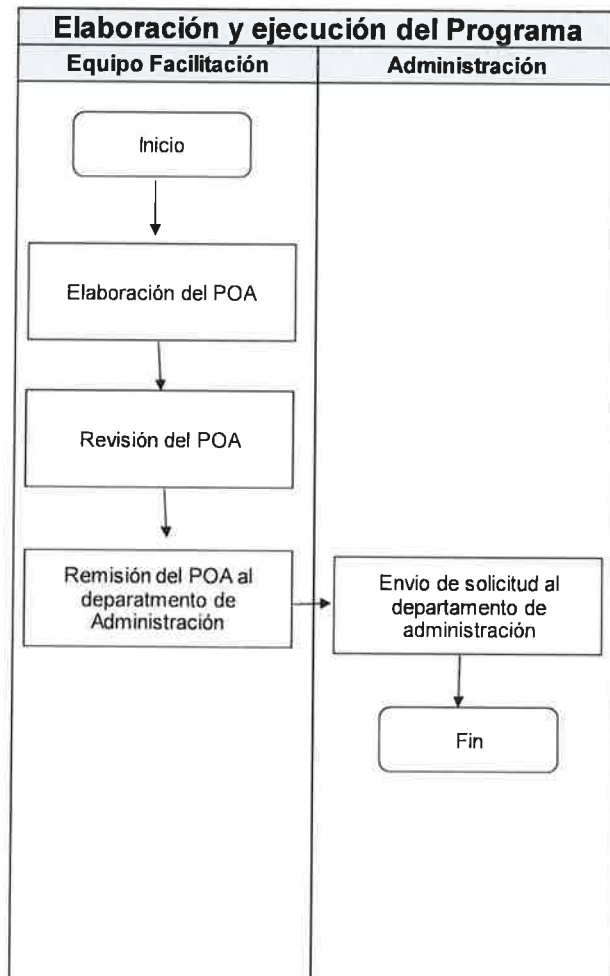 Elaboración y ejecución del Programa
Equipo Facilitación
Administración
Inicio
Elaboración del POA
Revisión del POA
Remisión del POA al
deparatmento de
Administración
Envio de solicitud al
departamento de
administración
Fin